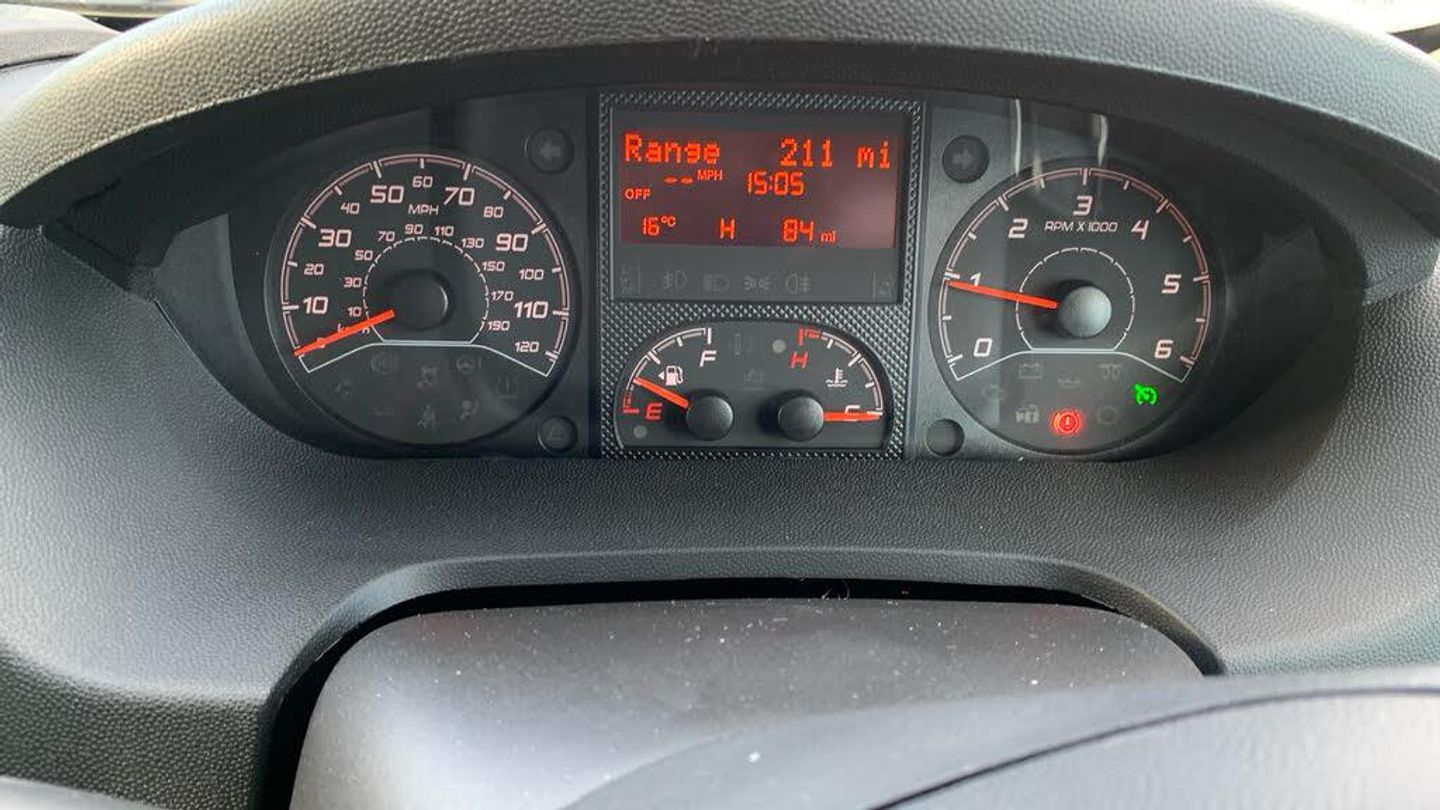 Range 211 mi
-- MPH 15:05
OFF
16°C H 84 mi
0 10 20 30 40 50 60 70 80 90 100 110 120
MPH
10 30 50 70 90 110 130 150 170 190
E F
H C
0 1 2 3 4 5 6
RPM X 1000